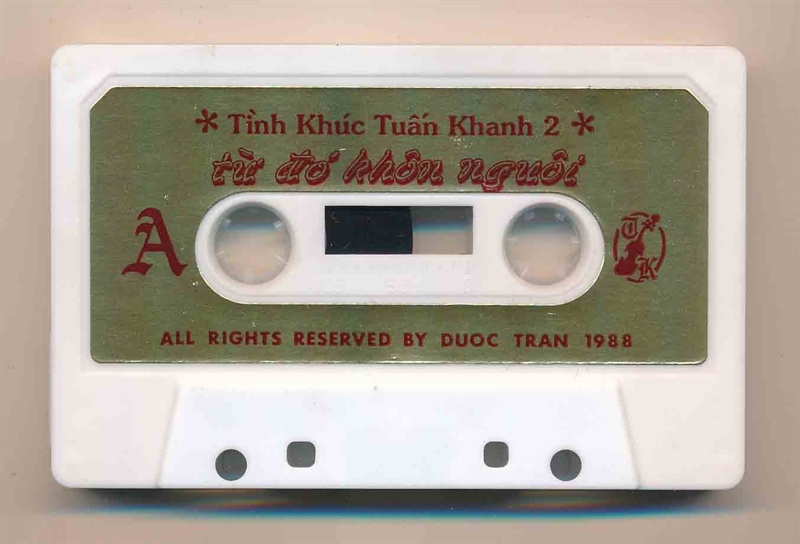 * Tình Khúc Tuấn Khanh 2 *
từ đó khôn nguôi
A
T K
ALL RIGHTS RESERVED BY DUOC TRAN 1988